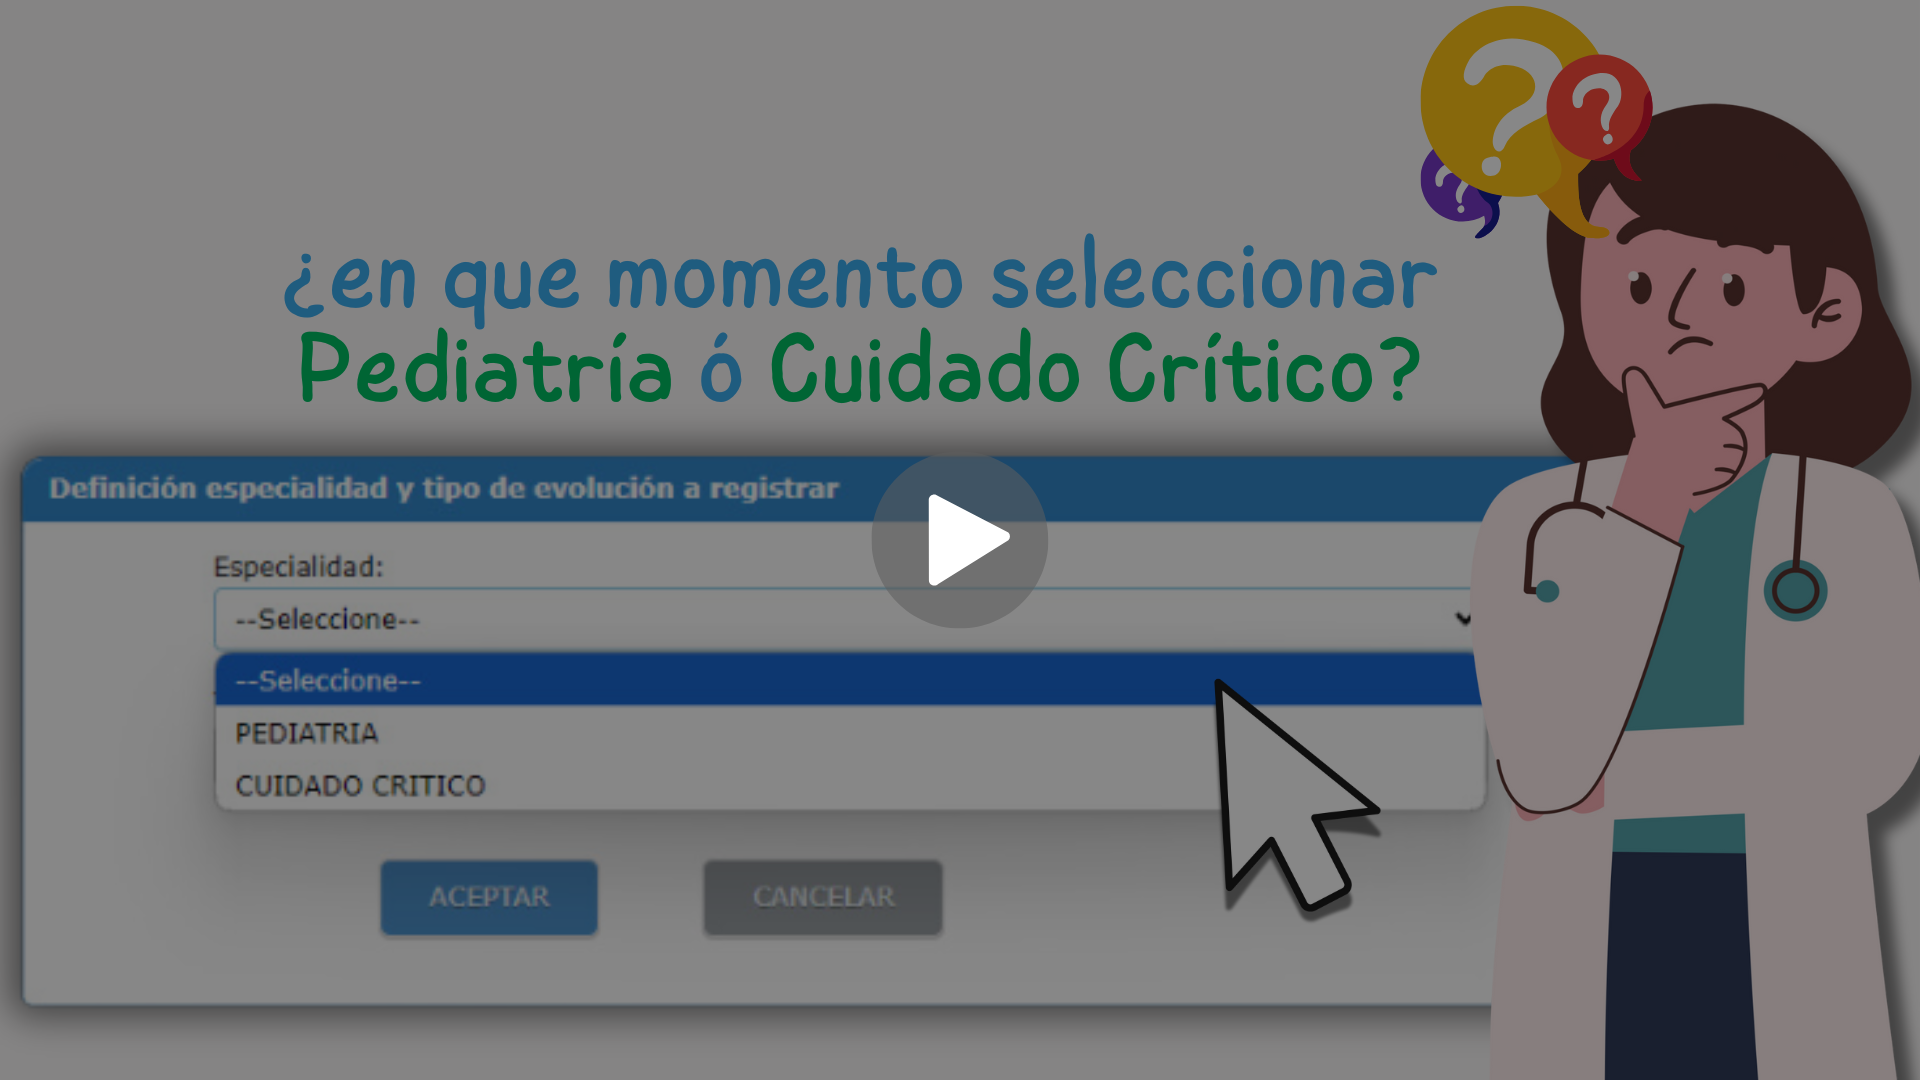 ¿en que momento seleccionar
Pediatría ó Cuidado Crítico?
Definición especialidad y tipo de evolución a registrar
Especialidad:
--Seleccione--
--Seleccione--
PEDIATRIA
CUIDADO CRITICO
ACEPTAR
CANCELAR